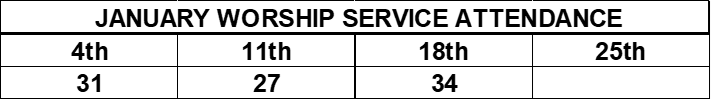 JANUARY WORSHIP SERVICE ATTENDANCE
4th 11th 18th 25th
31 27 34